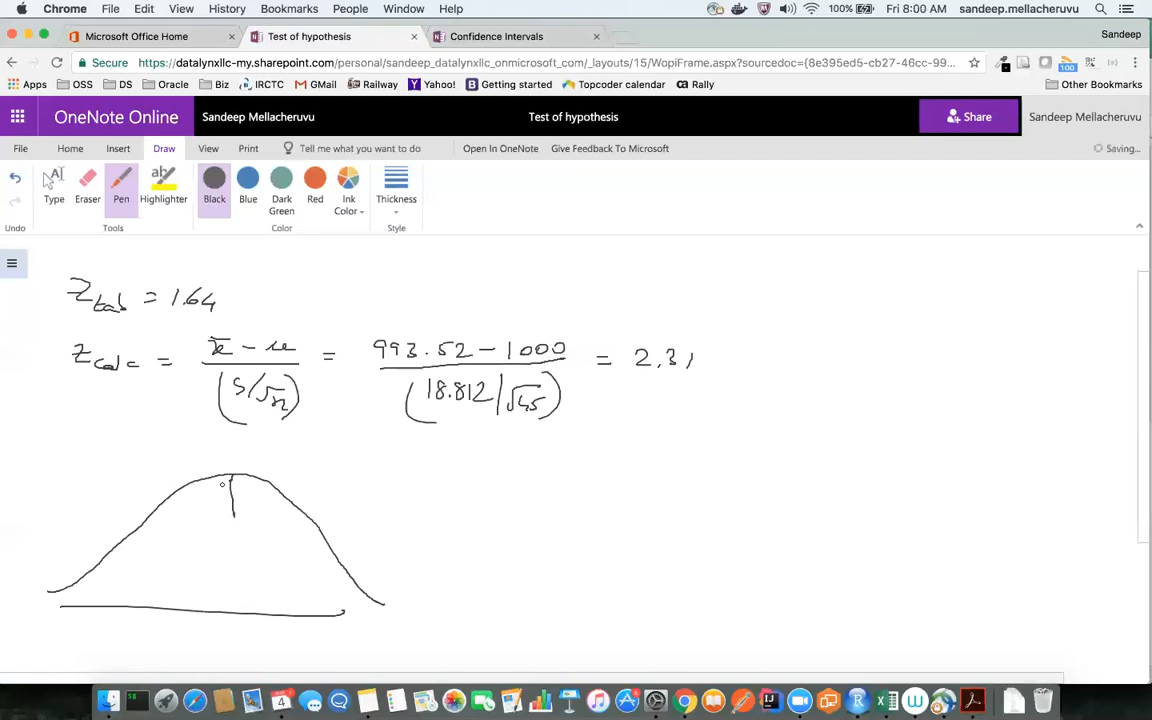 Chrome File Edit View History Bookmarks People Window Help 100% Fri 8:00 AM sandeep.mellacheruvu
Microsoft Office Home Test of hypothesis Confidence Intervals Sandeep
Secure https://datalynxllc-my.sharepoint.com/personal/sandeep_datalynxllc_onmicrosoft_com/_layouts/15/WopiFrame.aspx?sourcedoc={8e395ed5-cb27-46cc-99... 100
Apps OSS DS Oracle Biz IRCTC GMail Railway Yahoo! Getting started Topcoder calendar Rally Other Bookmarks
OneNote Online Sandeep Mellacheruvu Test of hypothesis Share Sandeep Mellacheruvu
File Home Insert Draw View Print Tell me what you want to do Open In OneNote Give Feedback To Microsoft Saving...
Type Eraser Pen Highlighter Black Blue Dark Green Red Ink Color Thickness
Undo Tools Color Style
Z tab = 1.64
Z calc = (x̄ - μ) / (S/√n) = (993.52 - 1000) / (18.812/√45) = 2.31